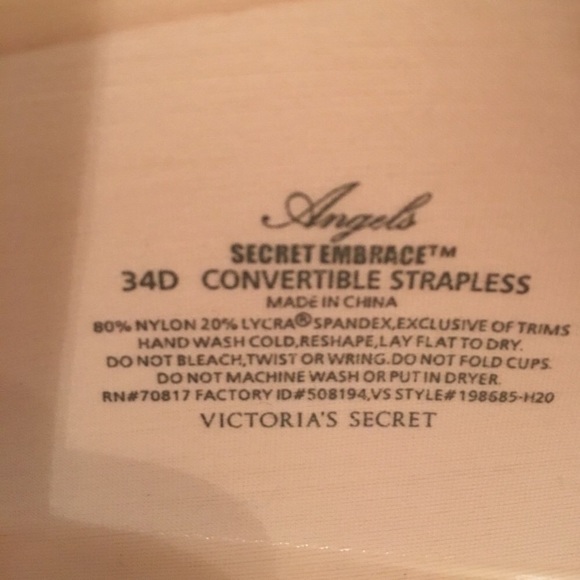 Angels
SECRET EMBRACE™
34D CONVERTIBLE STRAPLESS
MADE IN CHINA
80% NYLON 20% LYCRA® SPANDEX,EXCLUSIVE OF TRIMS
HAND WASH COLD,RESHAPE,LAY FLAT TO DRY.
DO NOT BLEACH,TWIST OR WRING.DO NOT FOLD CUPS.
DO NOT MACHINE WASH OR PUT IN DRYER.
RN#70817 FACTORY ID#508194,VS STYLE#198685-H20
VICTORIA'S SECRET